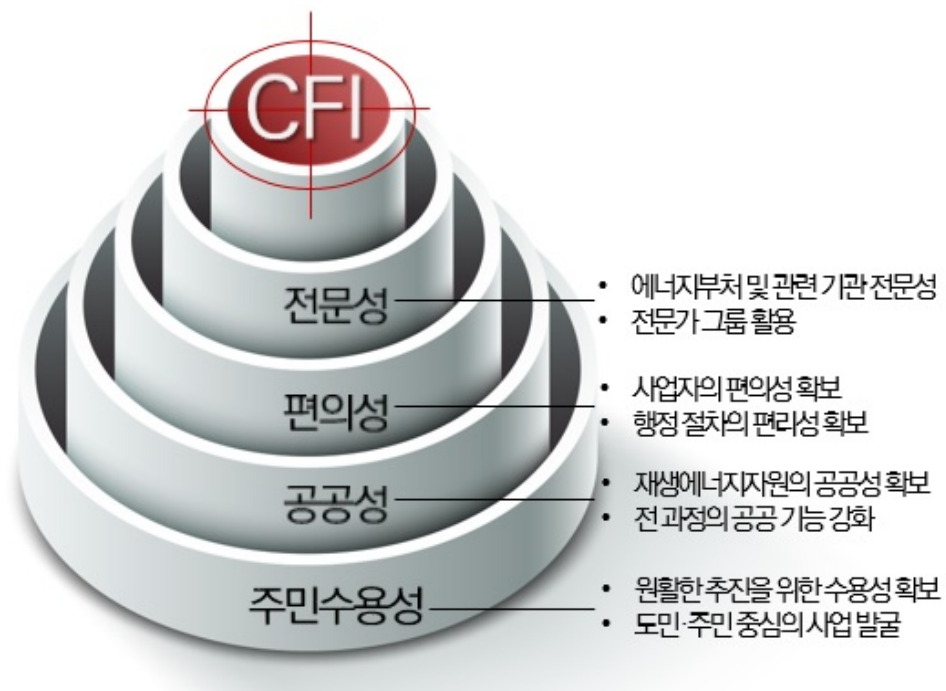 CFI
전문성
• 에너지부처 및 관련 기관 전문성
• 전문가 그룹 활용
편의성
• 사업자의 편의성 확보
• 행정 절차의 편리성 확보
공공성
• 재생에너지자원의 공공성 확보
• 전 과정의 공공 기능 강화
주민수용성
• 원활한 추진을 위한 수용성 확보
• 도민·주민 중심의 사업 발굴